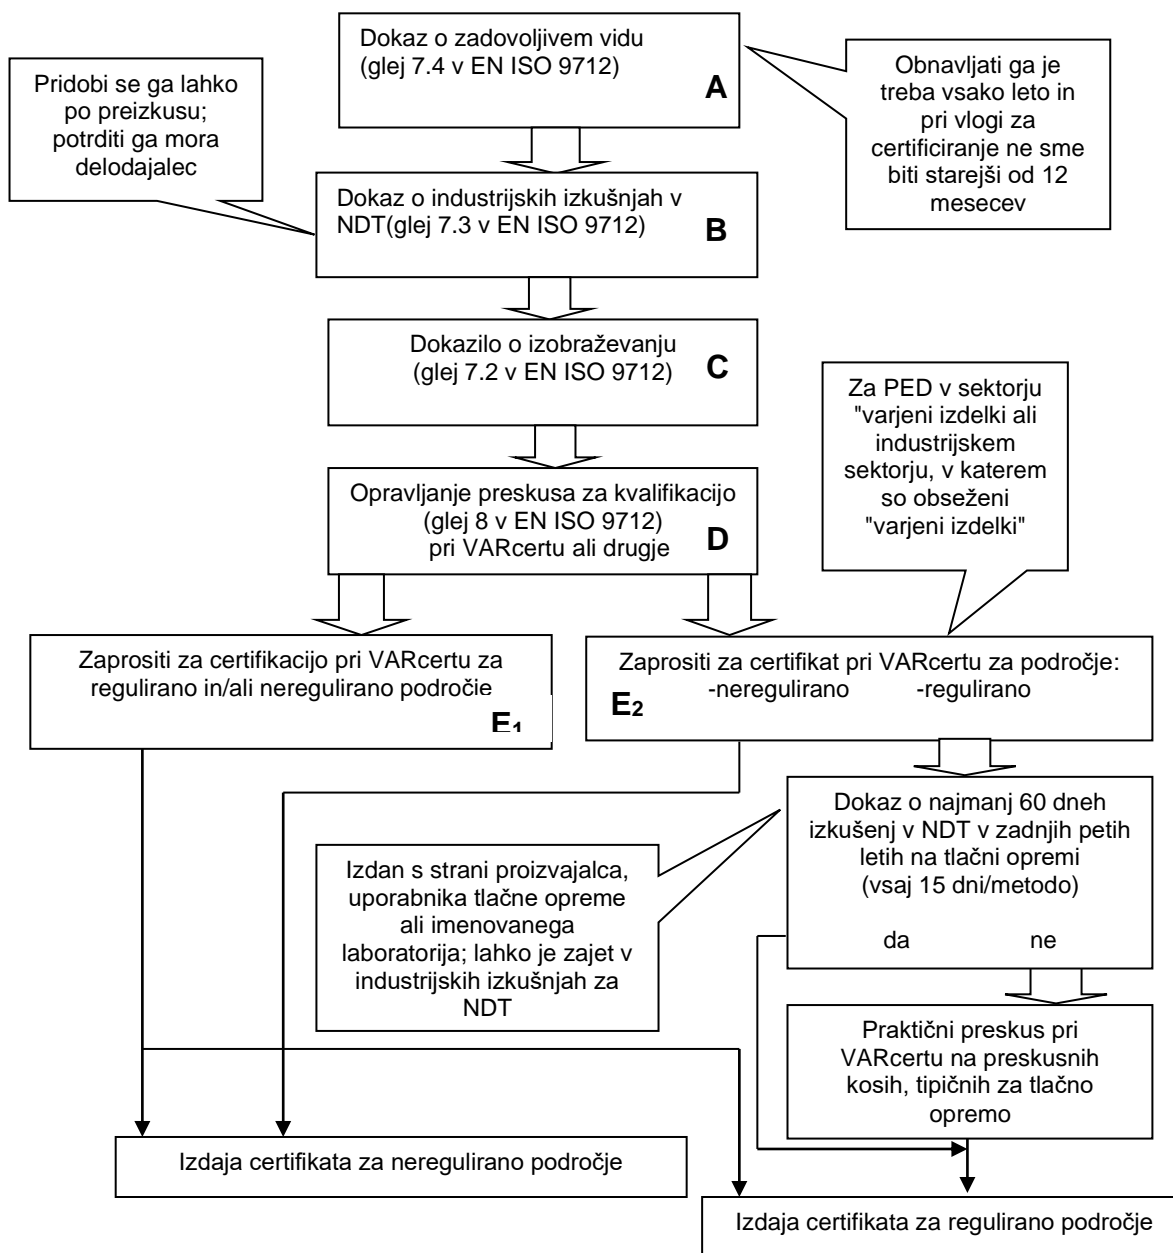 Dokaz o zadovoljivem vidu
(glej 7.4 v EN ISO 9712)
A
Obnavljati ga je
treba vsako leto in
pri vlogi za
certificiranje ne sme
biti starejši od 12
mesecev
Pridobi se ga lahko
po preizkusu;
potrditi ga mora
delodajalec
Dokaz o industrijskih izkušnjah v
NDT(glej 7.3 v EN ISO 9712)
B
Dokazilo o izobraževanju
(glej 7.2 v EN ISO 9712)
C
Za PED v sektorju
"varjeni izdelki ali
industrijskem
sektorju, v katerem
so obseženi
"varjeni izdelki"
Opravljanje preskusa za kvalifikacijo
(glej 8 v EN ISO 9712)
pri VARcertu ali drugje
D
Zaprositi za certifikacijo pri VARcertu za
regulirano in/ali neregulirano področje
E1
Zaprositi za certifikat pri VARcertu za področje:
-neregulirano -regulirano
E2
Dokaz o najmanj 60 dneh
izkušenj v NDT v zadnjih petih
letih na tlačni opremi
(vsaj 15 dni/metodo)
da ne
Izdan s strani proizvajalca,
uporabnika tlačne opreme
ali imenovanega
laboratorija; lahko je zajet v
industrijskih izkušnjah za
NDT
Praktični preskus pri
VARcertu na preskusnih
kosih, tipičnih za tlačno
opremo
Izdaja certifikata za neregulirano področje
Izdaja certifikata za regulirano področje